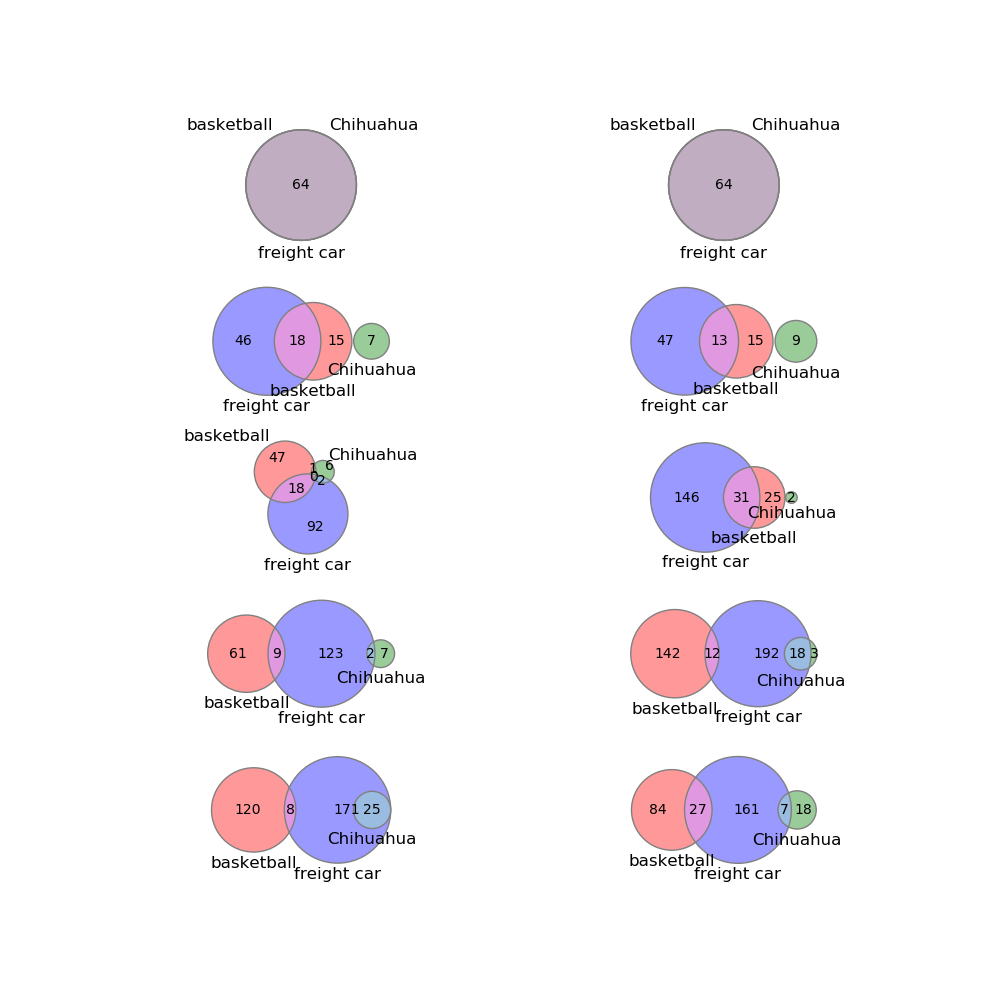 basketball Chihuahua
64
freight car
basketball Chihuahua
64
freight car
46 18 15 7
Chihuahua
basketball
freight car
47 13 15 9
Chihuahua
basketball
freight car
basketball
Chihuahua
47 1 6
0 2
18
92
freight car
146 31 25 2
Chihuahua
basketball
freight car
61 9 123 2 7
Chihuahua
basketball
freight car
142 12 192 18 3
Chihuahua
basketball
freight car
120 8 171 25
Chihuahua
basketball
freight car
84 27 161 7 18
Chihuahua
basketball
freight car